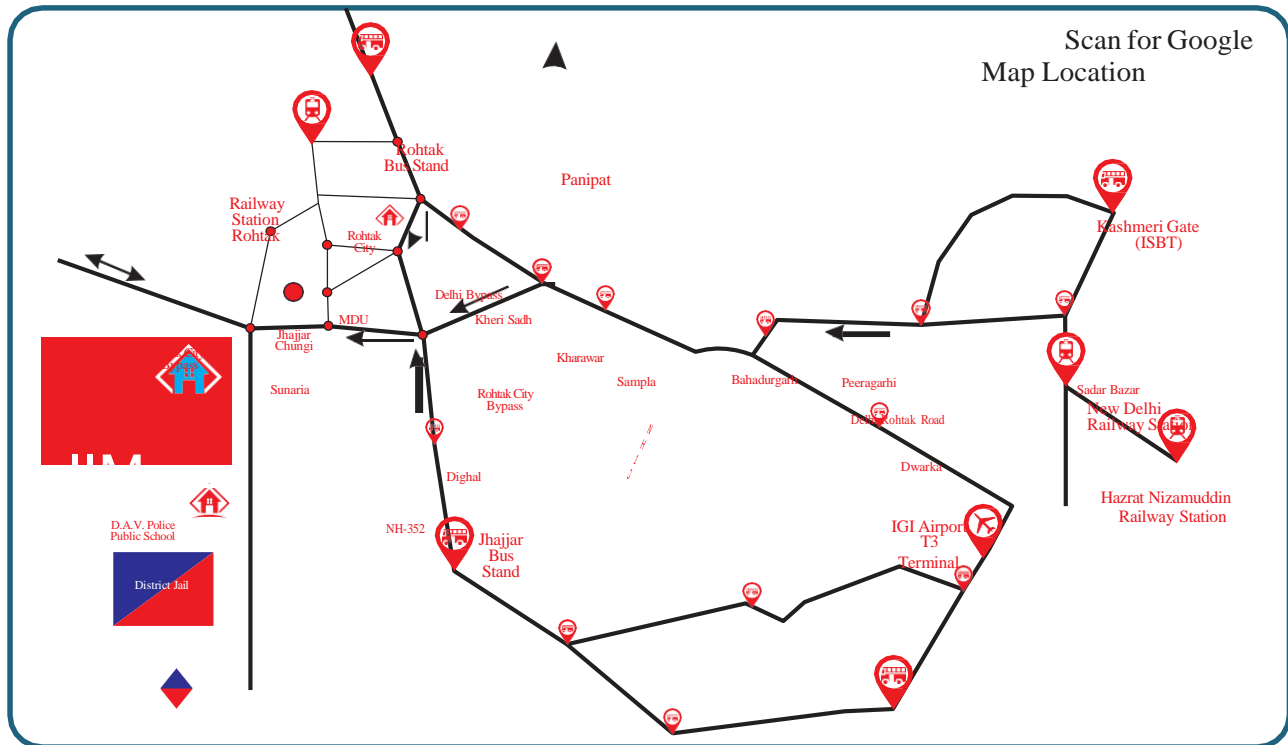 Scan for Google
Map Location
Rohtak
Bus Stand
Panipat
Railway
Station
Rohtak
Rohtak
City
Kashmeri Gate
(ISBT)
Delhi Bypass
Kheri Sadh
MDU
Jhajjar
Chungi
Sunaria
Kharawar
Sampla
Rohtak City
Bypass
Bahadurgarh
Peeragarhi
Sadar Bazar
New Delhi
Railway Station
Delhi Rohtak Road
Dwarka
Dighal
Hazrat Nizamuddin
Railway Station
NH-352
Jhajjar
Bus
Stand
IGI Airport
T3
Terminal
IIM
D.A.V. Police
Public School
District Jail